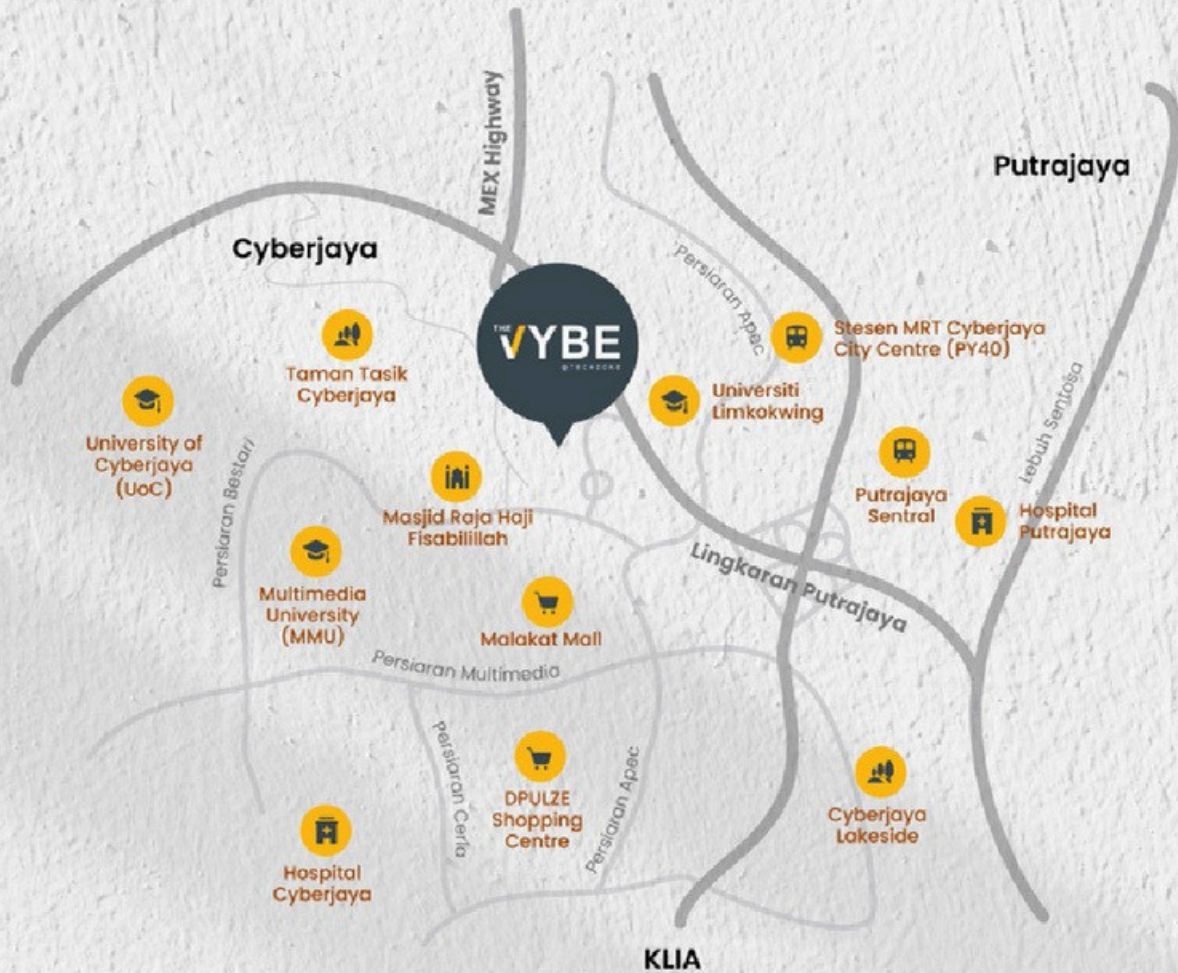 MEX Highway
Putrajaya
Cyberjaya
Persiaran Apec
THE VYBE
@TECHZONE
Stesen MRT Cyberjaya
City Centre (PY40)
Taman Tasik
Cyberjaya
Universiti
Limkokwing
Lebuh Sentosa
University of
Cyberjaya
(UoC)
Persiaran Bestari
Masjid Raja Haji
Fisabilillah
Putrajaya
Sentral
Hospital
Putrajaya
Lingkaran Putrajaya
Multimedia
University
(MMU)
Malakat Mall
Persiaran Multimedia
Persiaran Ceria
DPULZE
Shopping
Centre
Persiaran Apec
Cyberjaya
Lakeside
Hospital
Cyberjaya
KLIA